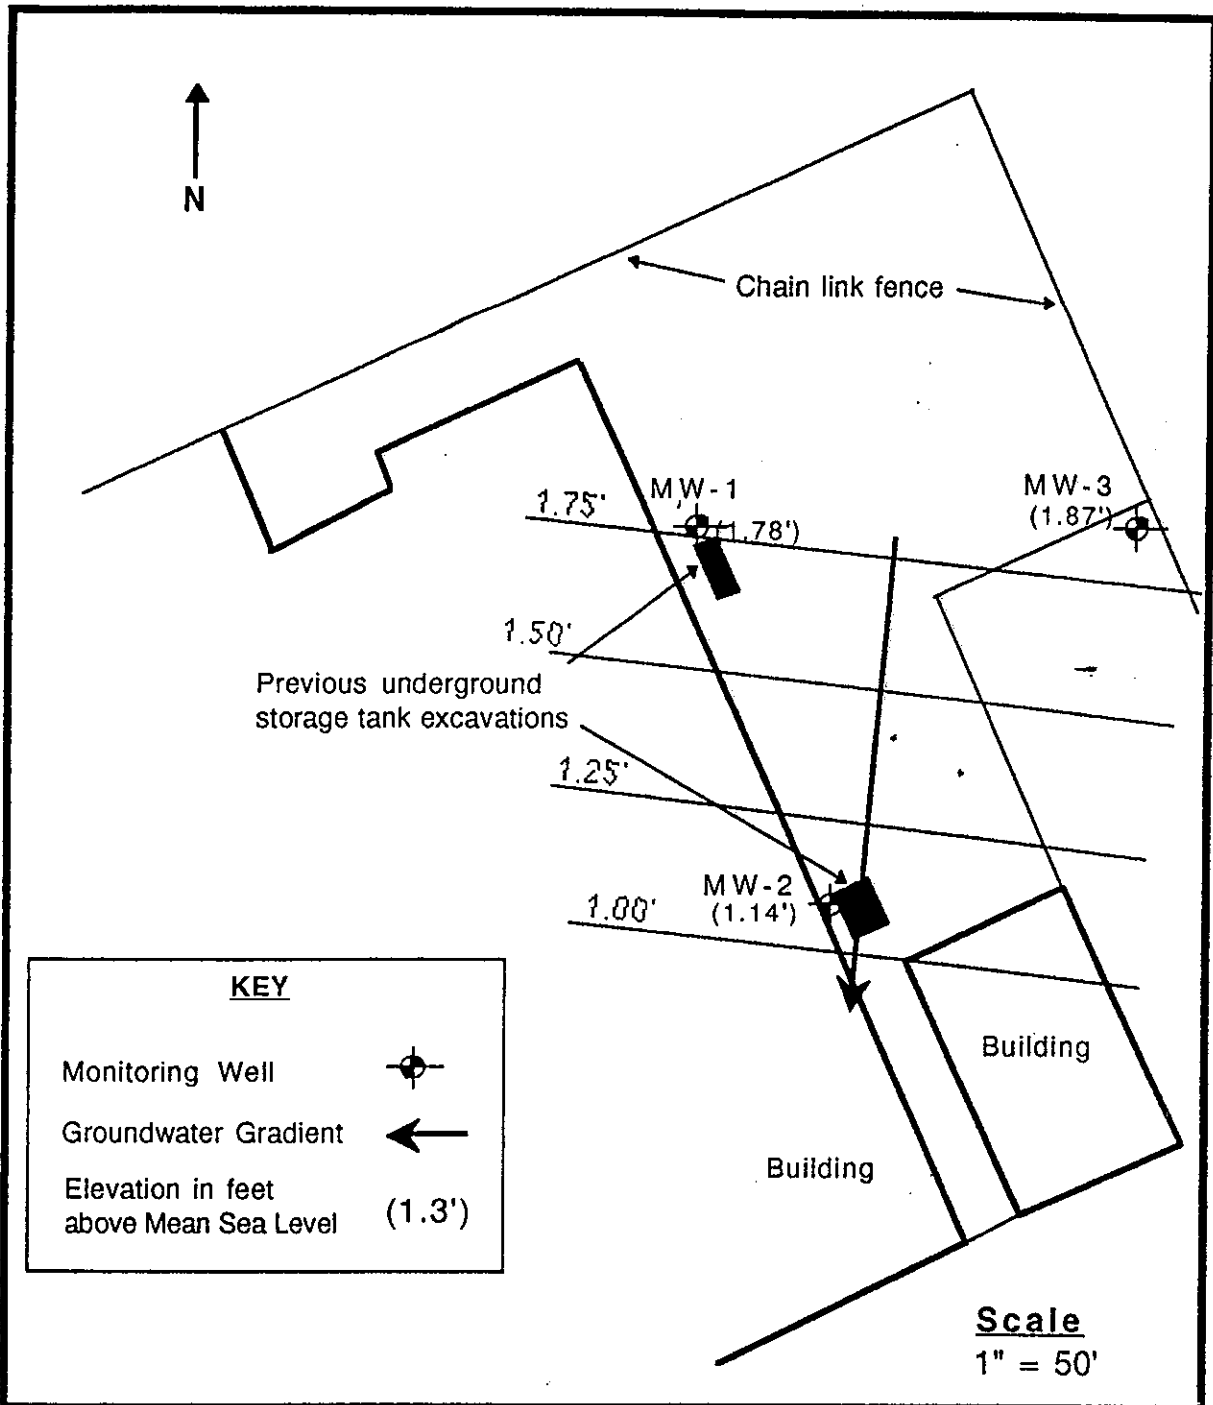 N
Chain link fence
1.75'
MW-1
(1.78')
MW-3
(1.87')
1.50'
Previous underground
storage tank excavations
1.25'
MW-2
(1.14')
1.00'
KEY
Monitoring Well
Groundwater Gradient
Elevation in feet
above Mean Sea Level
(1.3')
Building
Building
Scale
1" = 50'